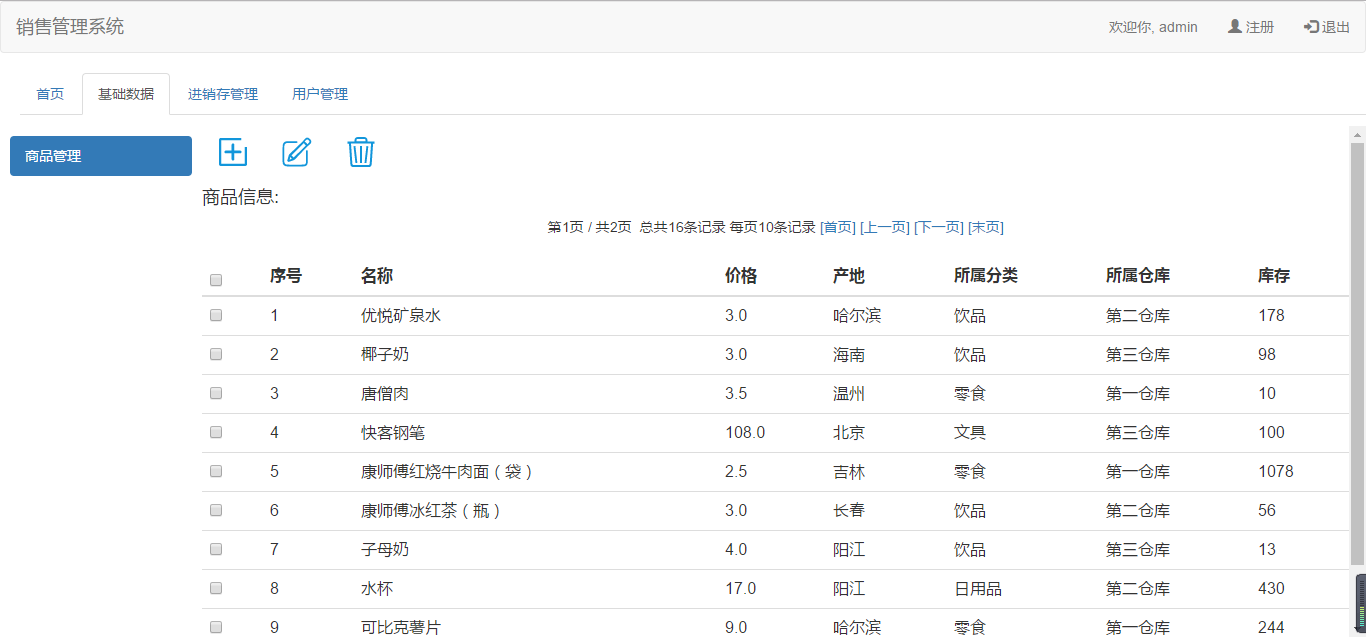 销售管理系统 欢迎你, admin 注册 退出
首页 基础数据 进销存管理 用户管理
商品管理
商品信息:
第1页 / 共2页 总共16条记录 每页10条记录 [首页] [上一页] [下一页] [末页]
序号 名称 价格 产地 所属分类 所属仓库 库存
1 优悦矿泉水 3.0 哈尔滨 饮品 第二仓库 178
2 椰子奶 3.0 海南 饮品 第三仓库 98
3 唐僧肉 3.5 温州 零食 第一仓库 10
4 快客钢笔 108.0 北京 文具 第三仓库 100
5 康师傅红烧牛肉面（袋） 2.5 吉林 零食 第一仓库 1078
6 康师傅冰红茶（瓶） 3.0 长春 饮品 第二仓库 56
7 子母奶 4.0 阳江 饮品 第三仓库 13
8 水杯 17.0 阳江 日用品 第二仓库 430
9 可比克薯片 9.0 哈尔滨 零食 第一仓库 244